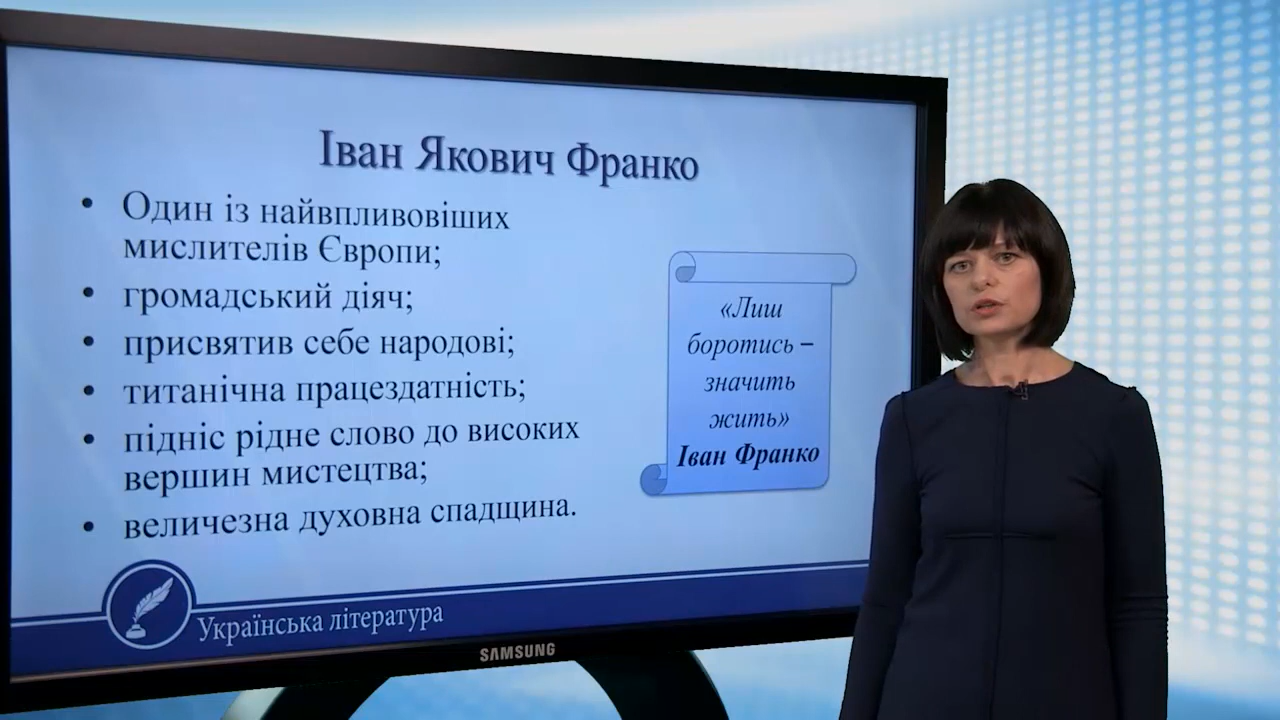 Іван Якович Франко
• Один із найвпливовіших
мислителів Європи;
• громадський діяч;
• присвятив себе народові;
• титанічна працездатність;
• підніс рідне слово до високих
вершин мистецтва;
• величезна духовна спадщина.
«Лиш
боротись –
значить
жить»
Іван Франко
Українська література
SAMSUNG